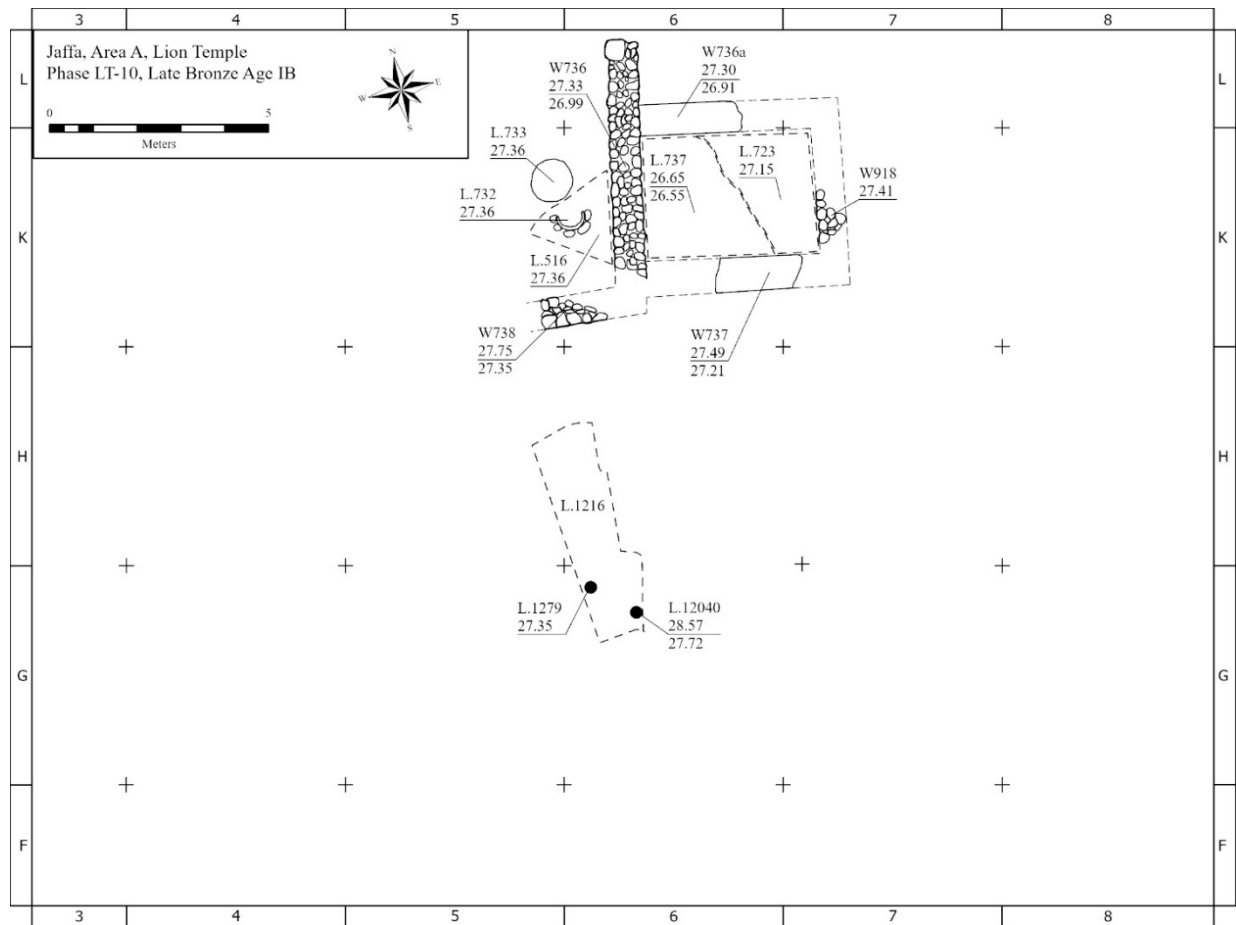 3 4 5 6 7 8
Jaffa, Area A, Lion Temple
Phase LT-10, Late Bronze Age IB
N
W E
S
0 5
Meters
L L
K K
H H
G G
F F
W736
27.33
26.99
W736a
27.30
26.91
L.733
27.36
L.732
27.36
L.737
26.65
26.55
L.723
27.15
W918
27.41
L.516
27.36
W738
27.75
27.35
W737
27.49
27.21
L.1216
L.1279
27.35
L.12040
28.57
27.72
3 4 5 6 7 8